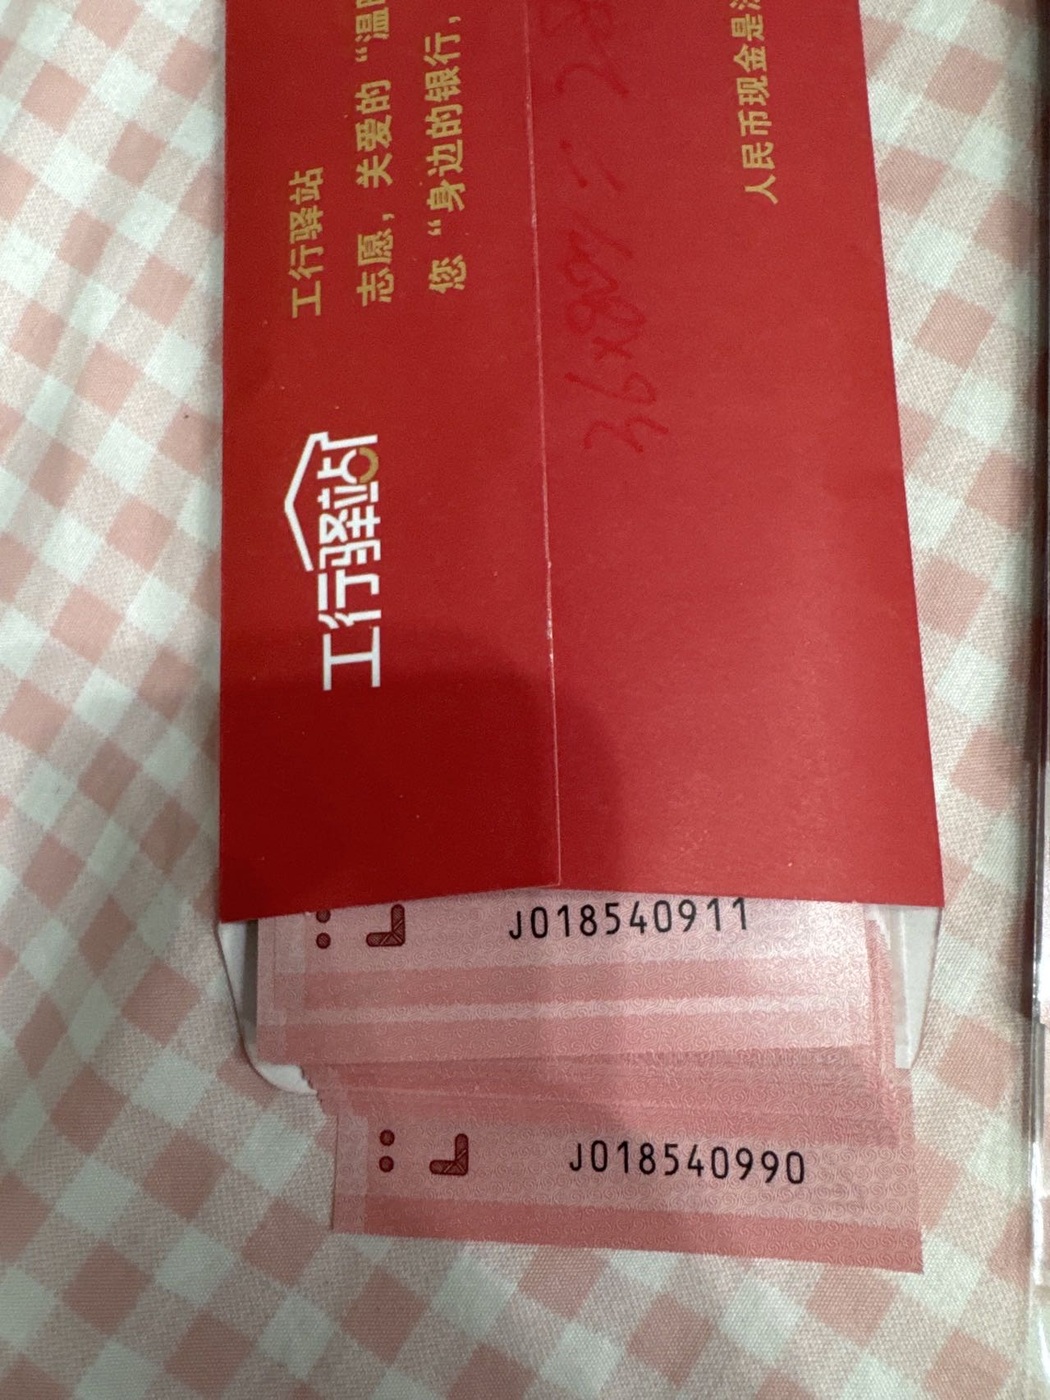 工行驿站
志愿，关爱的“温
您“身边的银行，
人民币现金是
工行驿站
J018540911
J018540990